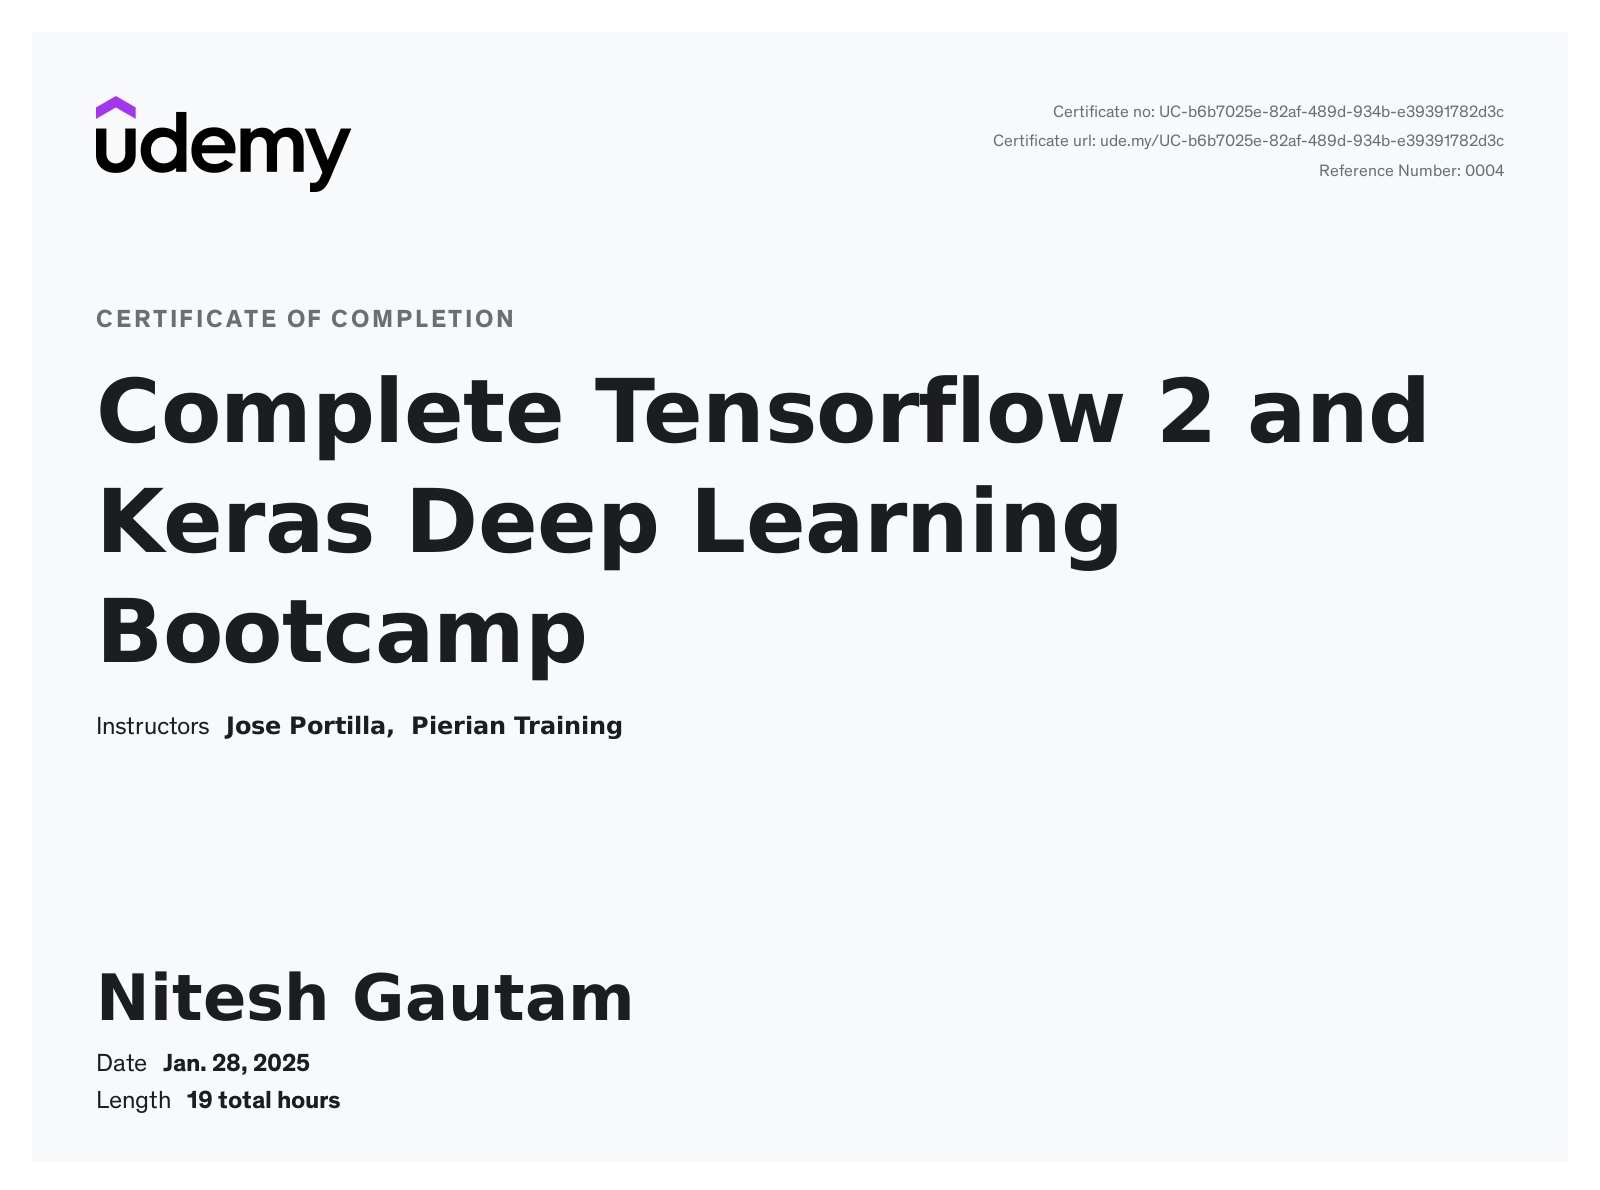 udemy
Certificate no: UC-b6b7025e-82af-489d-934b-e39391782d3c
Certificate url: ude.my/UC-b6b7025e-82af-489d-934b-e39391782d3c
Reference Number: 0004
CERTIFICATE OF COMPLETION
Complete Tensorflow 2 and
Keras Deep Learning
Bootcamp
Instructors Jose Portilla, Pierian Training
Nitesh Gautam
Date Jan. 28, 2025
Length 19 total hours